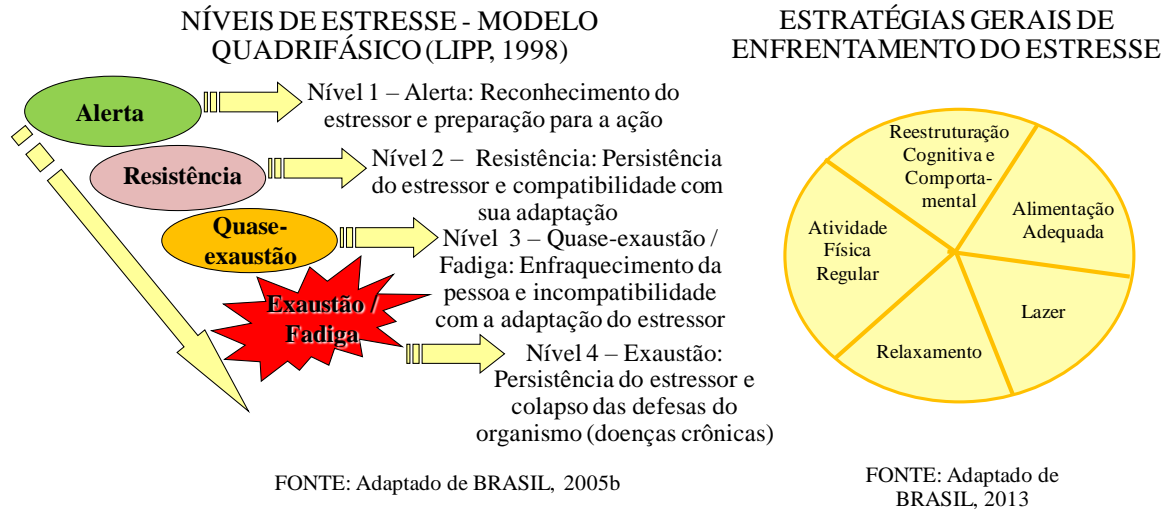 NÍVEIS DE ESTRESSE - MODELO
QUADRIFÁSICO (LIPP, 1998)
Alerta
Nível 1 – Alerta: Reconhecimento do
estressor e preparação para a ação
Resistência
Nível 2 – Resistência: Persistência
do estressor e compatibilidade com
sua adaptação
Quase-
exaustão
Nível 3 – Quase-exaustão /
Fadiga: Enfraquecimento da
pessoa e incompatibilidade
com a adaptação do estressor
Exaustão /
Fadiga
Nível 4 – Exaustão:
Persistência do estressor e
colapso das defesas do
organismo (doenças crônicas)
FONTE: Adaptado de BRASIL, 2005b
ESTRATÉGIAS GERAIS DE
ENFRENTAMENTO DO ESTRESSE
Reestruturação
Cognitiva e
Comporta-
mental
Alimentação
Adequada
Atividade
Física
Regular
Lazer
Relaxamento
FONTE: Adaptado de
BRASIL, 2013